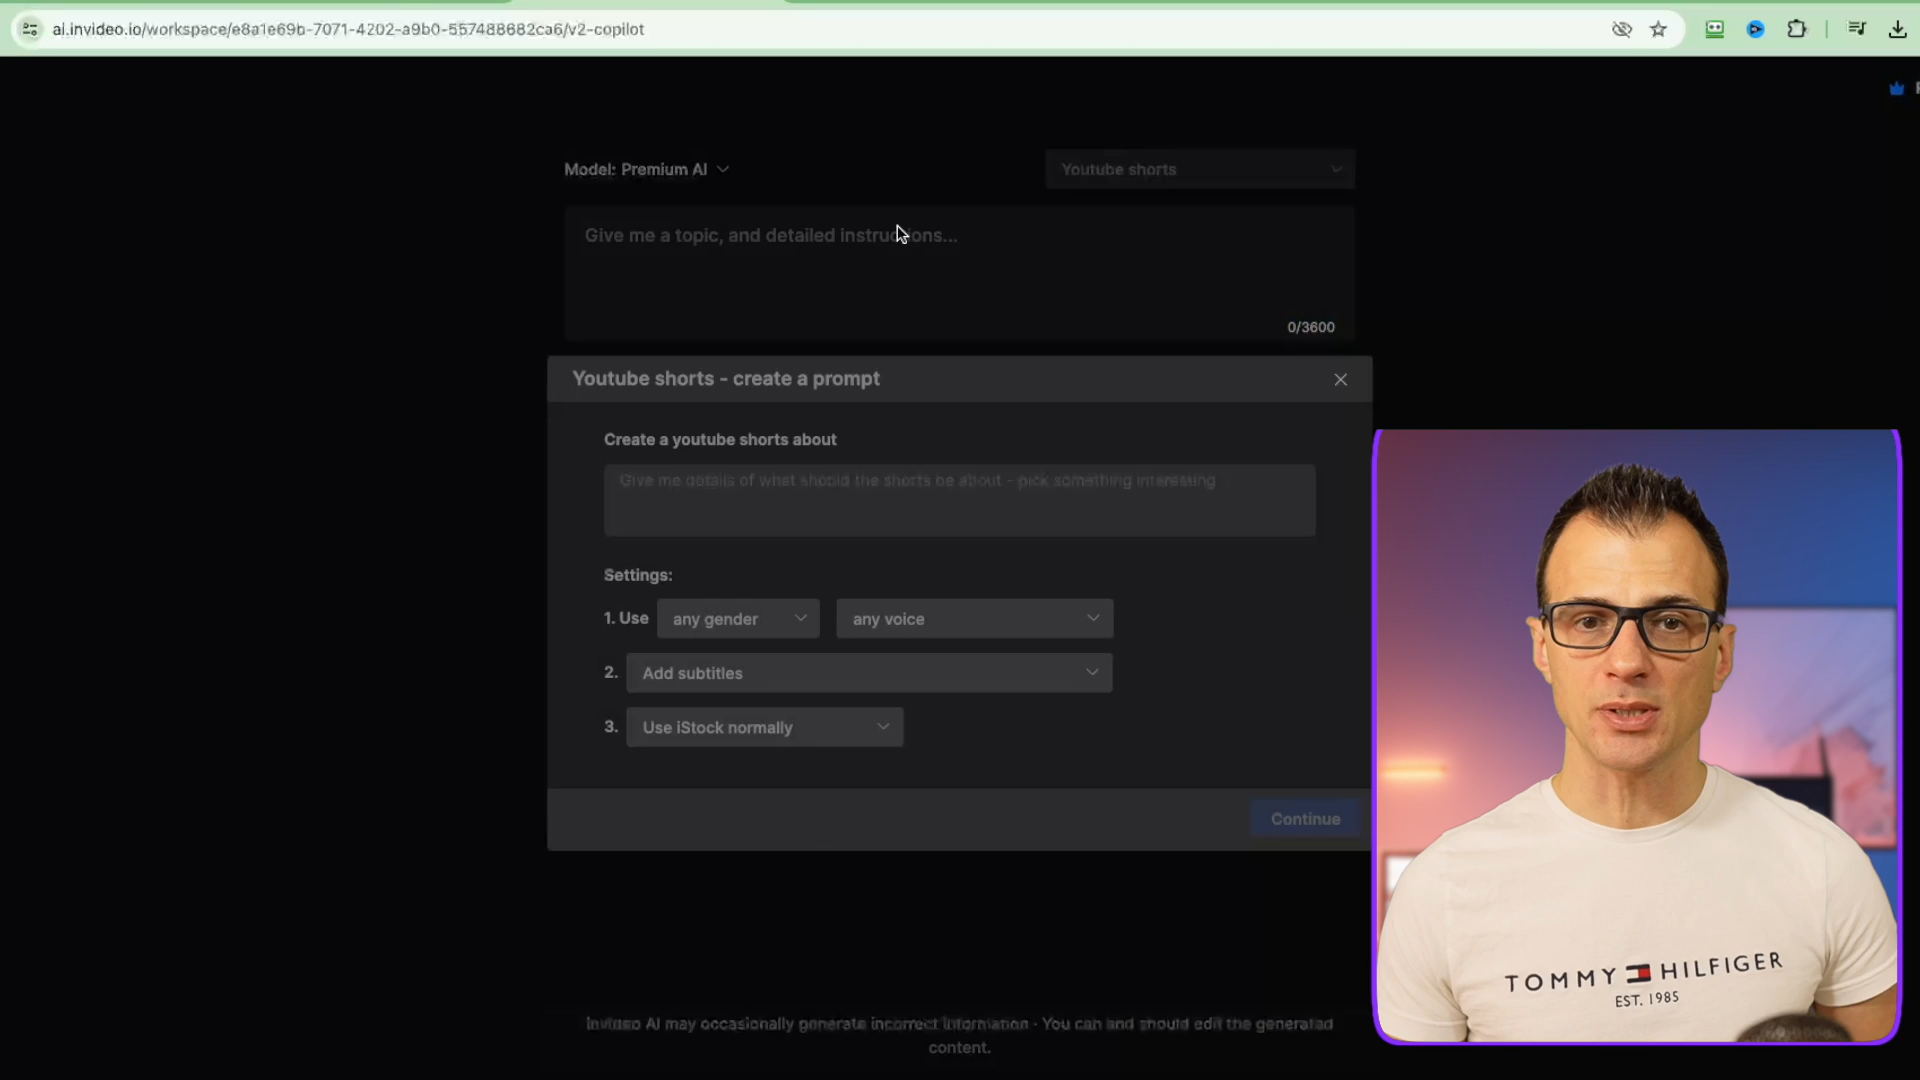 ai.invideo.io/workspace/e8a1e69b-7071-4202-a9b0-557488682ca6/v2-copilot
Model: Premium AI
Youtube shorts
Give me a topic, and detailed instructions...
0/3600
Youtube shorts - create a prompt
Create a youtube shorts about
Give me details of what should the shorts be about - pick something interesting
Settings:
1. Use any gender any voice
2. Add subtitles
3. Use iStock normally
Continue
TOMMY HILFIGER
EST. 1985
Invideo AI may occasionally generate incorrect information - You can and should edit the generated
content.